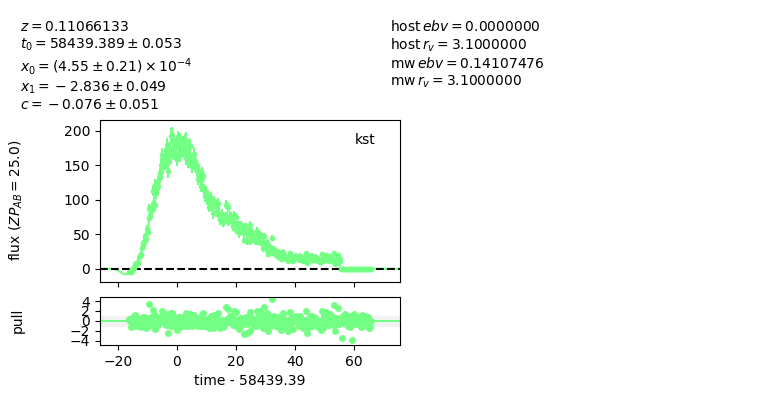 z = 0.11066133
t₀ = 58439.389 ± 0.053
x₀ = (4.55 ± 0.21) × 10⁻⁴
x₁ = −2.836 ± 0.049
c = −0.076 ± 0.051
host ebv = 0.0000000
host r_v = 3.1000000
mw ebv = 0.14107476
mw r_v = 3.1000000
kst
flux (ZP_AB = 25.0)
200
150
100
50
0
pull
4
2
0
−2
−4
−20 0 20 40 60
time - 58439.39